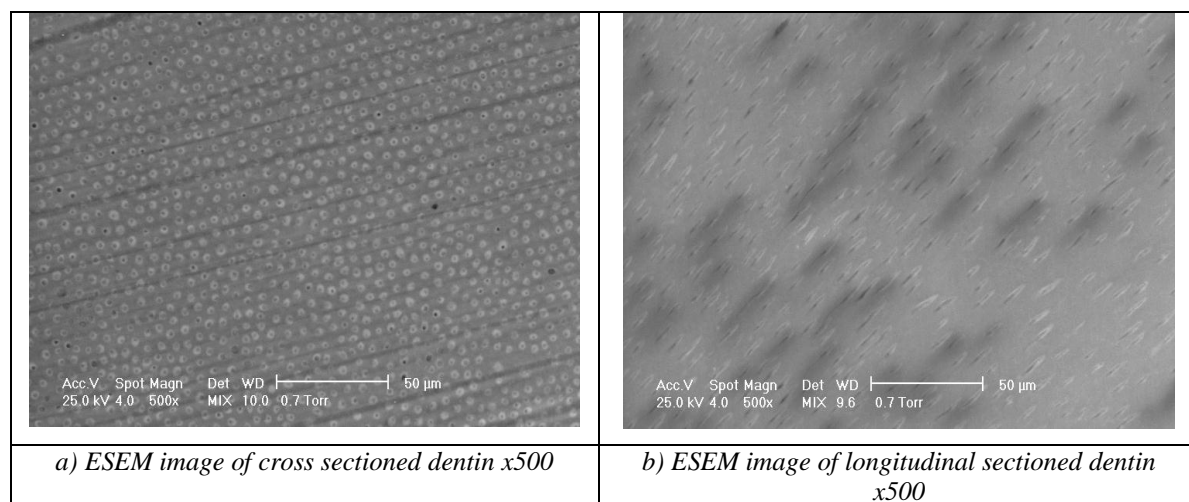 Acc.V Spot Magn Det WD 50 µm
25.0 kV 4.0 500x MIX 10.0 0.7 Torr
Acc.V Spot Magn Det WD 50 µm
25.0 kV 4.0 500x MIX 9.6 0.7 Torr
a) ESEM image of cross sectioned dentin x500
b) ESEM image of longitudinal sectioned dentin
x500